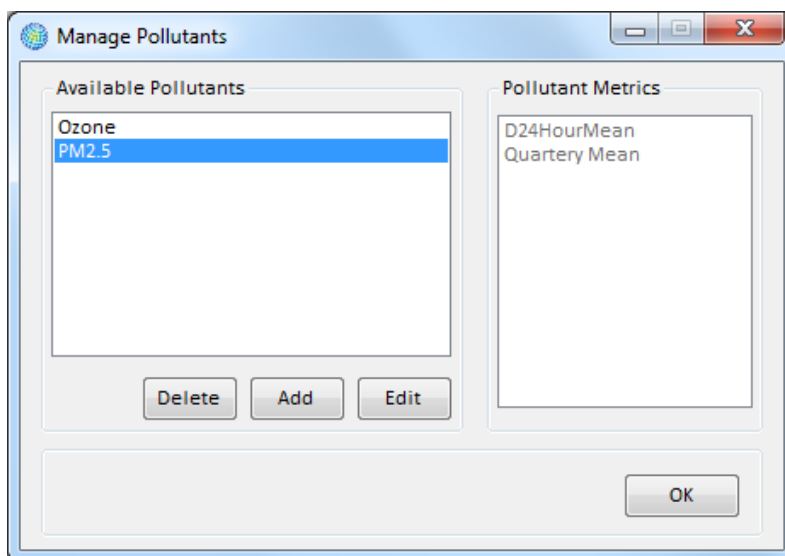 Manage Pollutants
Available Pollutants
Ozone
PM2.5
Delete
Add
Edit
Pollutant Metrics
D24HourMean
Quartery Mean
OK